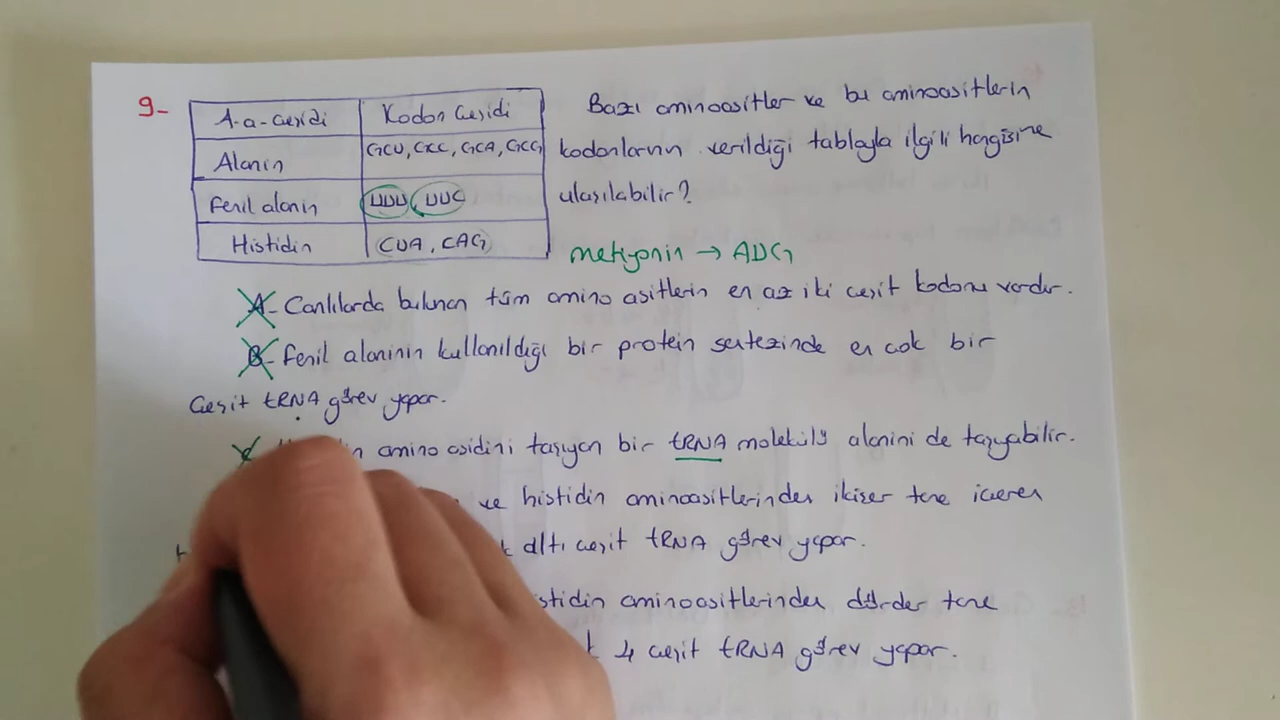 9-
A.a.cesidi Kodon Cesidi
Alanin GCU, GCC, GCA, GCG
Fenil alanin UUU, UUC
Histidin CUA, CAG
Bazı aminoasitler ve bu aminoasitlerin
kodonlarının verildiği tabloyla ilgili hangisine
ulaşılabilir?
metiyonin → AUG
A- Canlılarda bulunan tüm amino asitlerin en az iki çeşit kodonu vardır.
B- Fenil alaninin kullanıldığı bir protein sentezinde en çok bir
çeşit tRNA görev yapar.
amino asidini taşıyan bir tRNA molekülü alanini de taşıyabilir.
ve histidin aminoasitlerinden ikişer tane içeren
altı çeşit tRNA görev yapar.
aminoasitlerinden dörder tane
4 çeşit tRNA görev yapar.